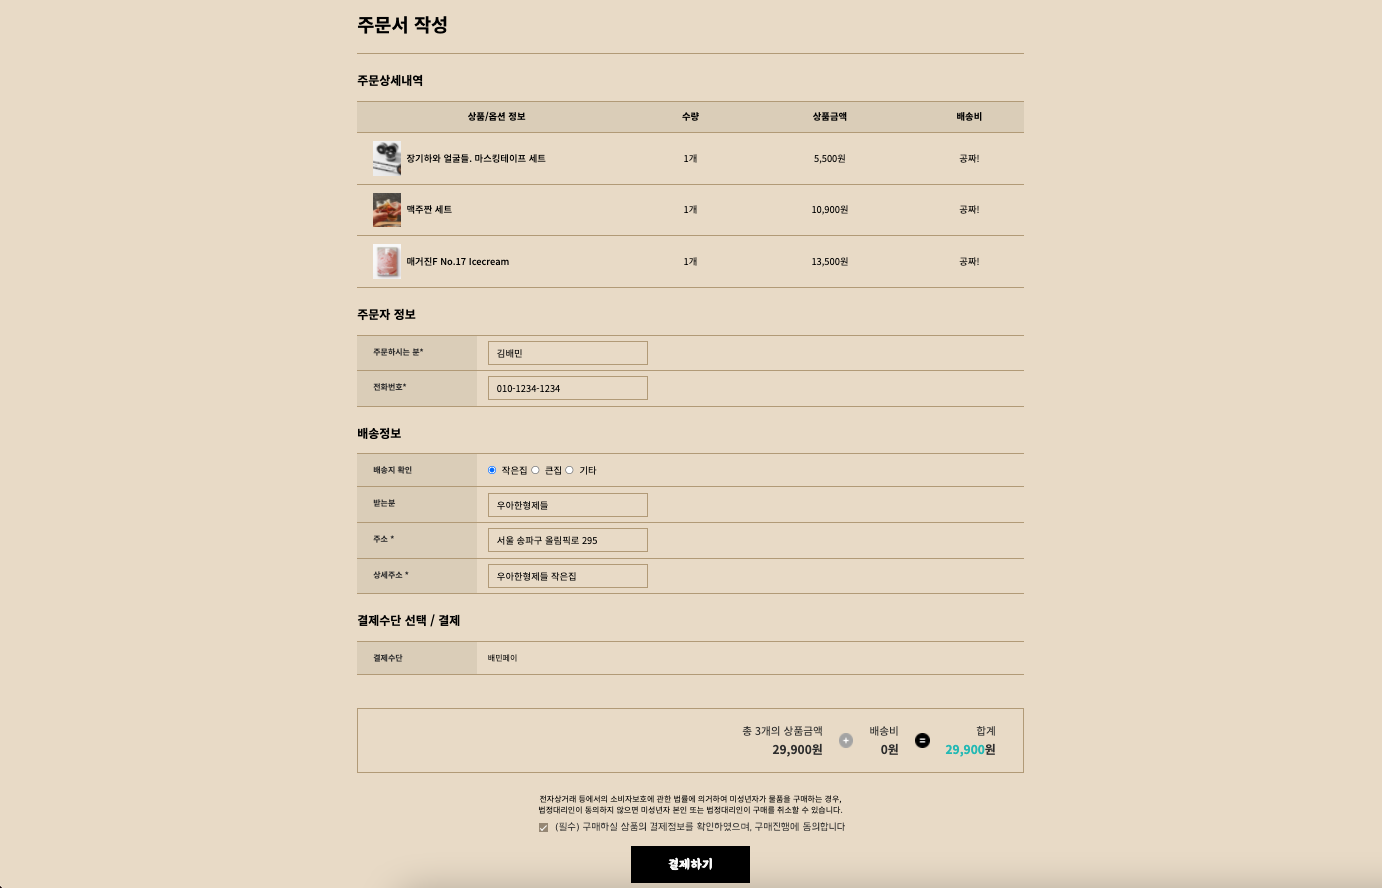 주문서 작성
주문상세내역
상품/옵션 정보 수량 상품금액 배송비
장기하와 얼굴들. 마스킹테이프 세트 1개 5,500원 공짜!
맥주짠 세트 1개 10,900원 공짜!
매거진F No.17 Icecream 1개 13,500원 공짜!
주문자 정보
주문하시는 분* 김배민
전화번호* 010-1234-1234
배송정보
배송지 확인 작은집 큰집 기타
받는분 우아한형제들
주소 * 서울 송파구 올림픽로 295
상세주소 * 우아한형제들 작은집
결제수단 선택 / 결제
결제수단 배민페이
총 3개의 상품금액 배송비 합계
29,900원 + 0원 = 29,900원
전자상거래 등에서의 소비자보호에 관한 법률에 의거하여 미성년자가 물품을 구매하는 경우,
법정대리인이 동의하지 않으면 미성년자 본인 또는 법정대리인이 구매를 취소할 수 있습니다.
(필수) 구매하실 상품의 결제정보를 확인하였으며, 구매진행에 동의합니다
결제하기